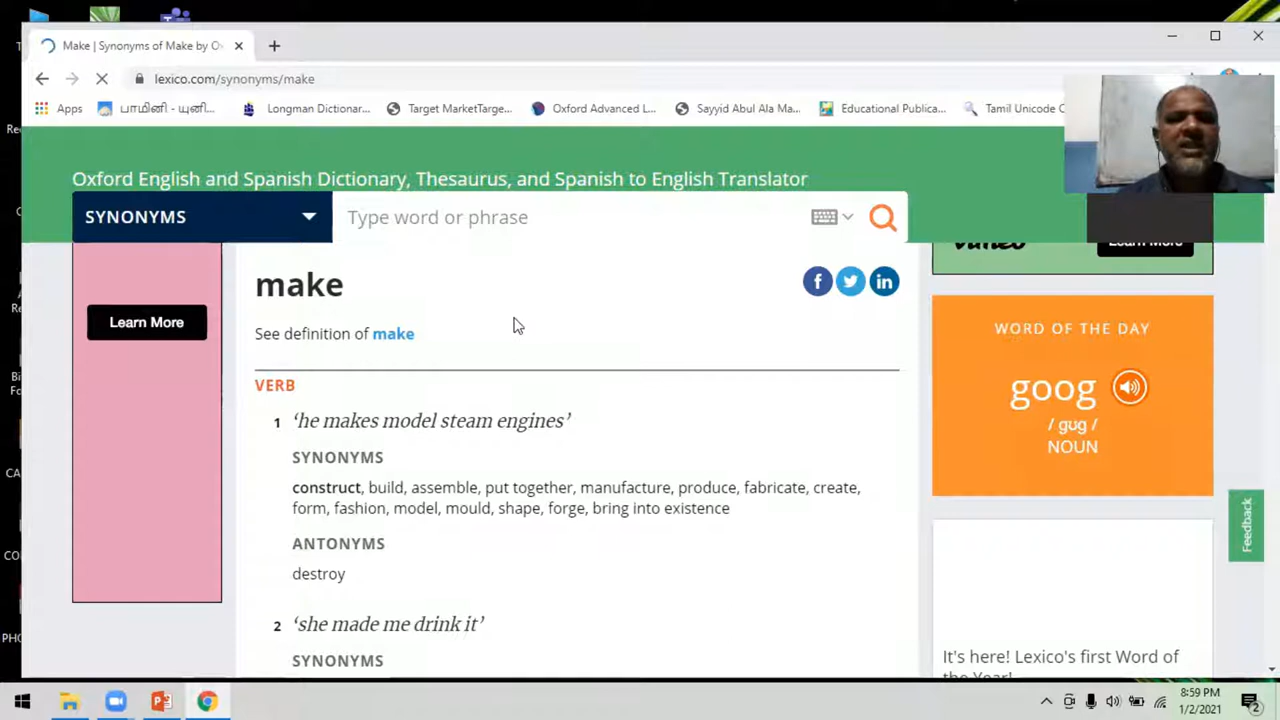 Make | Synonyms of Make by O
lexico.com/synonyms/make
Apps
பாமினி - யுனி...
Longman Dictionar...
Target MarketTarge...
Oxford Advanced L...
Sayyid Abul Ala Ma...
Educational Publica...
Tamil Unicode C
Oxford English and Spanish Dictionary, Thesaurus, and Spanish to English Translator
SYNONYMS
Type word or phrase
Learn More
make
See definition of make
VERB
1 ‘he makes model steam engines’
SYNONYMS
construct, build, assemble, put together, manufacture, produce, fabricate, create,
form, fashion, model, mould, shape, forge, bring into existence
ANTONYMS
destroy
2 ‘she made me drink it’
SYNONYMS
Learn More
WORD OF THE DAY
goog
/ ɡʊɡ /
NOUN
Feedback
It's here! Lexico's first Word of
the Year!
8:59 PM
1/2/2021
2